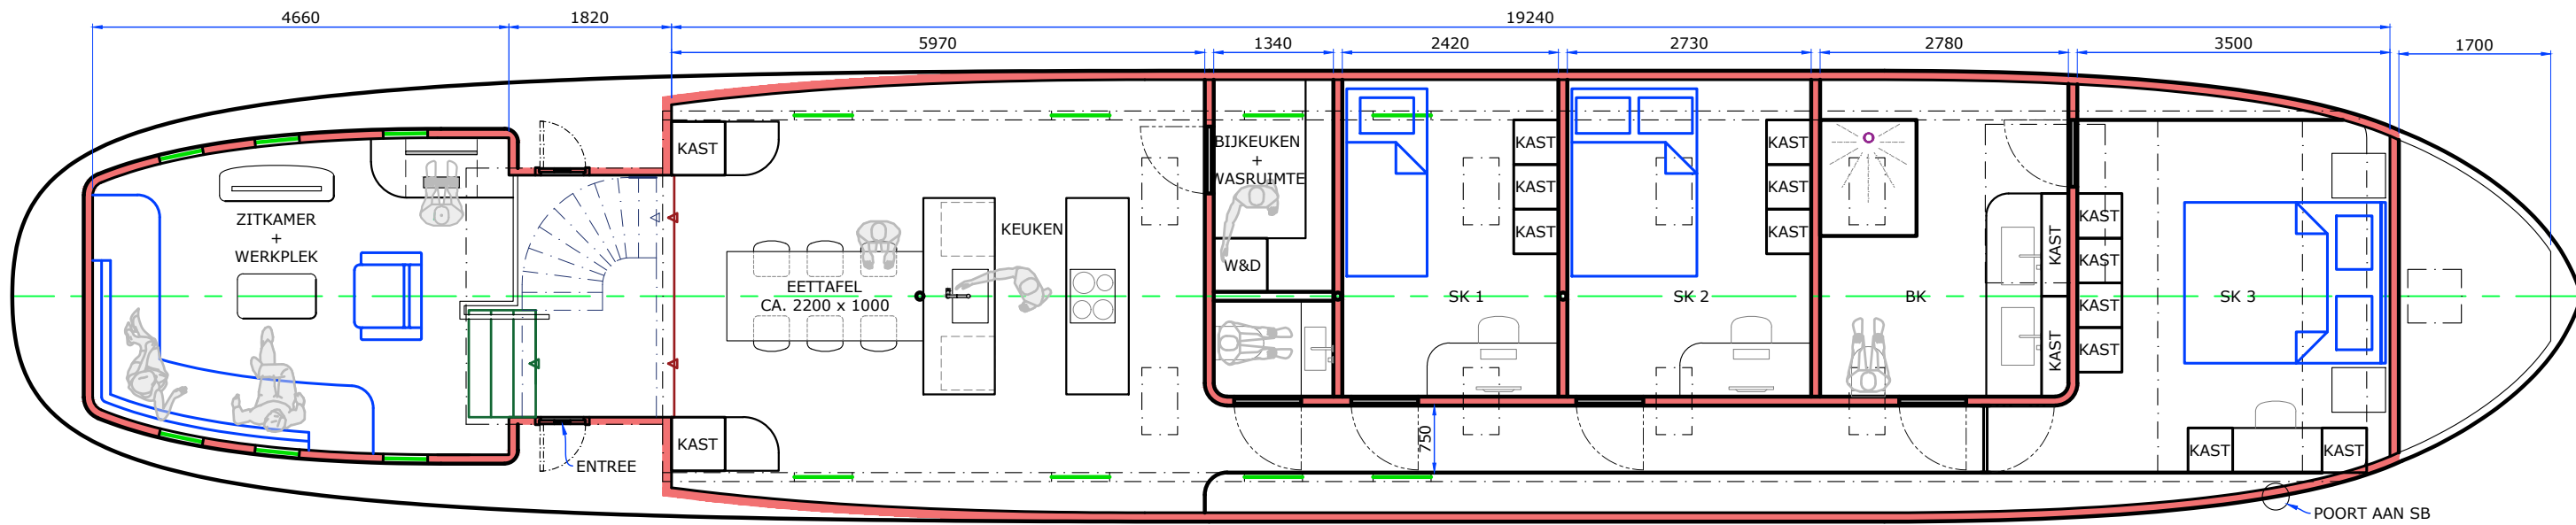 4660
1820
19240
5970
1340
2420
2730
2780
3500
1700
KAST
BIJKEUKEN
+
WASRUIMTE
KAST
KAST
KAST
KAST
KAST
KAST
ZITKAMER
+
WERKPLEK
KEUKEN
W&D
KAST
KAST
KAST
KAST
KAST
KAST
EETTAFEL
CA. 2200 x 1000
SK 1
SK 2
BK
SK 3
KAST
750
KAST
KAST
ENTREE
POORT AAN SB